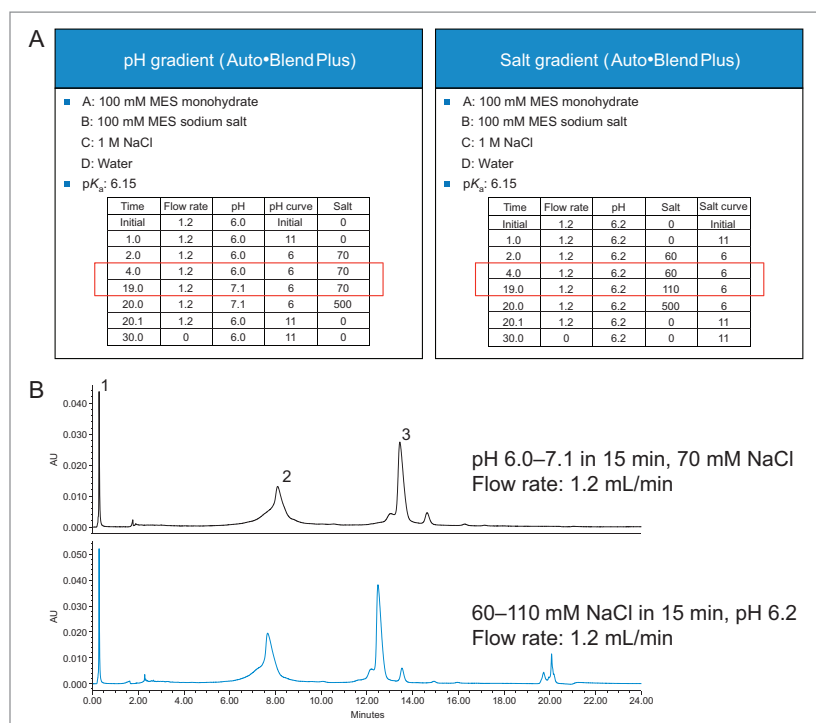 A
pH gradient (Auto•Blend Plus)
■ A: 100 mM MES monohydrate
B: 100 mM MES sodium salt
C: 1 M NaCl
D: Water
■ pKa: 6.15
Time Flow rate pH pH curve Salt
Initial 1.2 6.0 Initial 0
1.0 1.2 6.0 11 0
2.0 1.2 6.0 6 70
4.0 1.2 6.0 6 70
19.0 1.2 7.1 6 70
20.0 1.2 7.1 6 500
20.1 1.2 6.0 11 0
30.0 0 6.0 11 0
Salt gradient (Auto•Blend Plus)
■ A: 100 mM MES monohydrate
B: 100 mM MES sodium salt
C: 1 M NaCl
D: Water
■ pKa: 6.15
Time Flow rate pH Salt Salt curve
Initial 1.2 6.2 0 Initial
1.0 1.2 6.2 0 11
2.0 1.2 6.2 60 6
4.0 1.2 6.2 60 6
19.0 1.2 6.2 110 6
20.0 1.2 6.2 500 6
20.1 1.2 6.2 0 11
30.0 0 6.2 0 11
B
1
2
3
AU
0.040
0.030
0.020
0.010
0.000
pH 6.0–7.1 in 15 min, 70 mM NaCl
Flow rate: 1.2 mL/min
AU
0.050
0.040
0.030
0.020
0.010
0.000
60–110 mM NaCl in 15 min, pH 6.2
Flow rate: 1.2 mL/min
0.00 2.00 4.00 6.00 8.00 10.00 12.00 14.00 16.00 18.00 20.00 22.00 24.00
Minutes